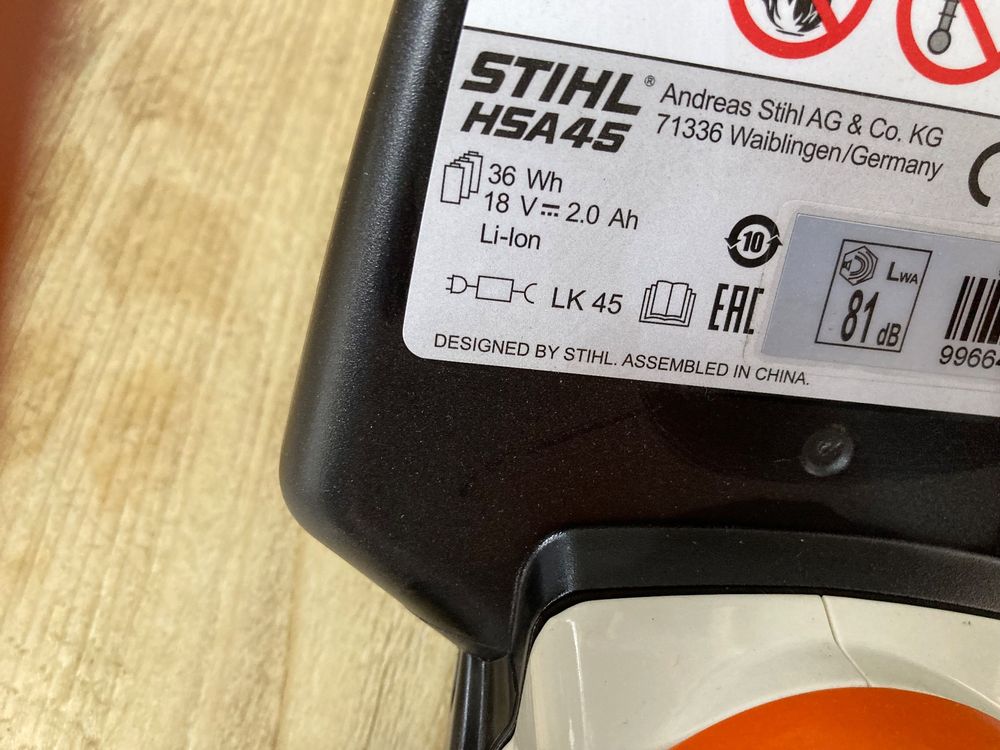 STIHL®
HSA45
Andreas Stihl AG & Co. KG
71336 Waiblingen/Germany
36 Wh
18 V⎓ 2.0 Ah
Li-Ion
10
LK 45
EAC
LWA
81 dB
DESIGNED BY STIHL. ASSEMBLED IN CHINA.